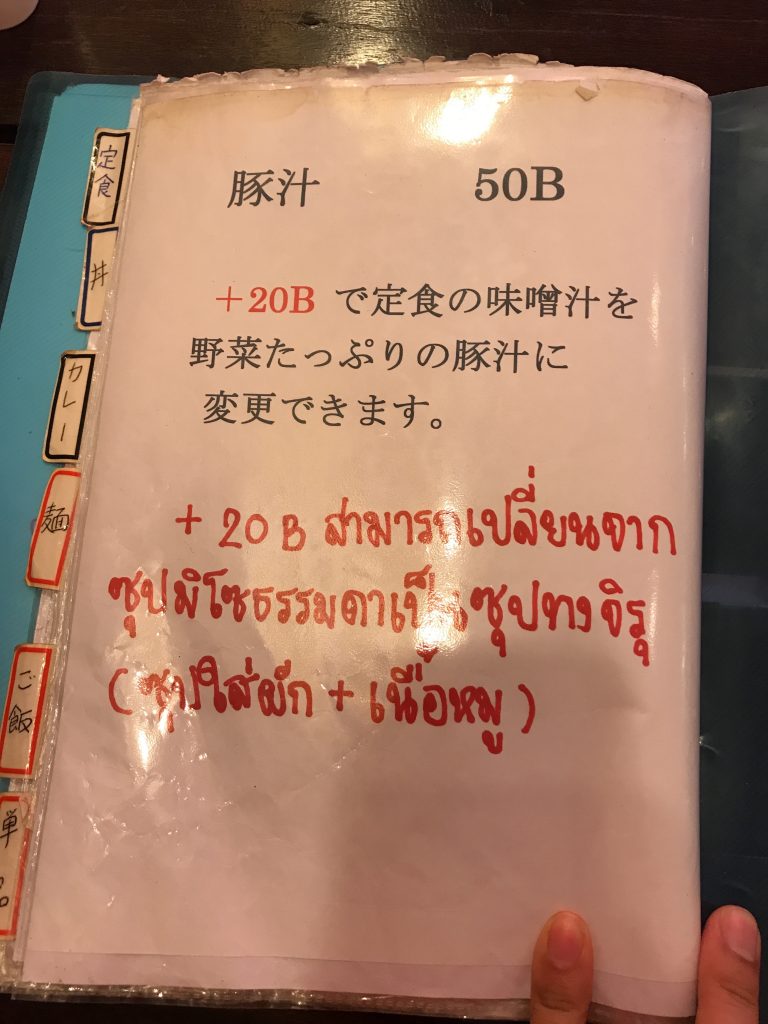 豚汁 50B
+20B で定食の味噌汁を
野菜たっぷりの豚汁に
変更できます。
+ 20 B สามารถเปลี่ยนจาก
ซุปมิโซธรรมดาเป็นซุปทงจิรุ
(ซุปใส่ผัก + เนื้อหมู)
定食
丼
カレー
麺
ご飯
単品